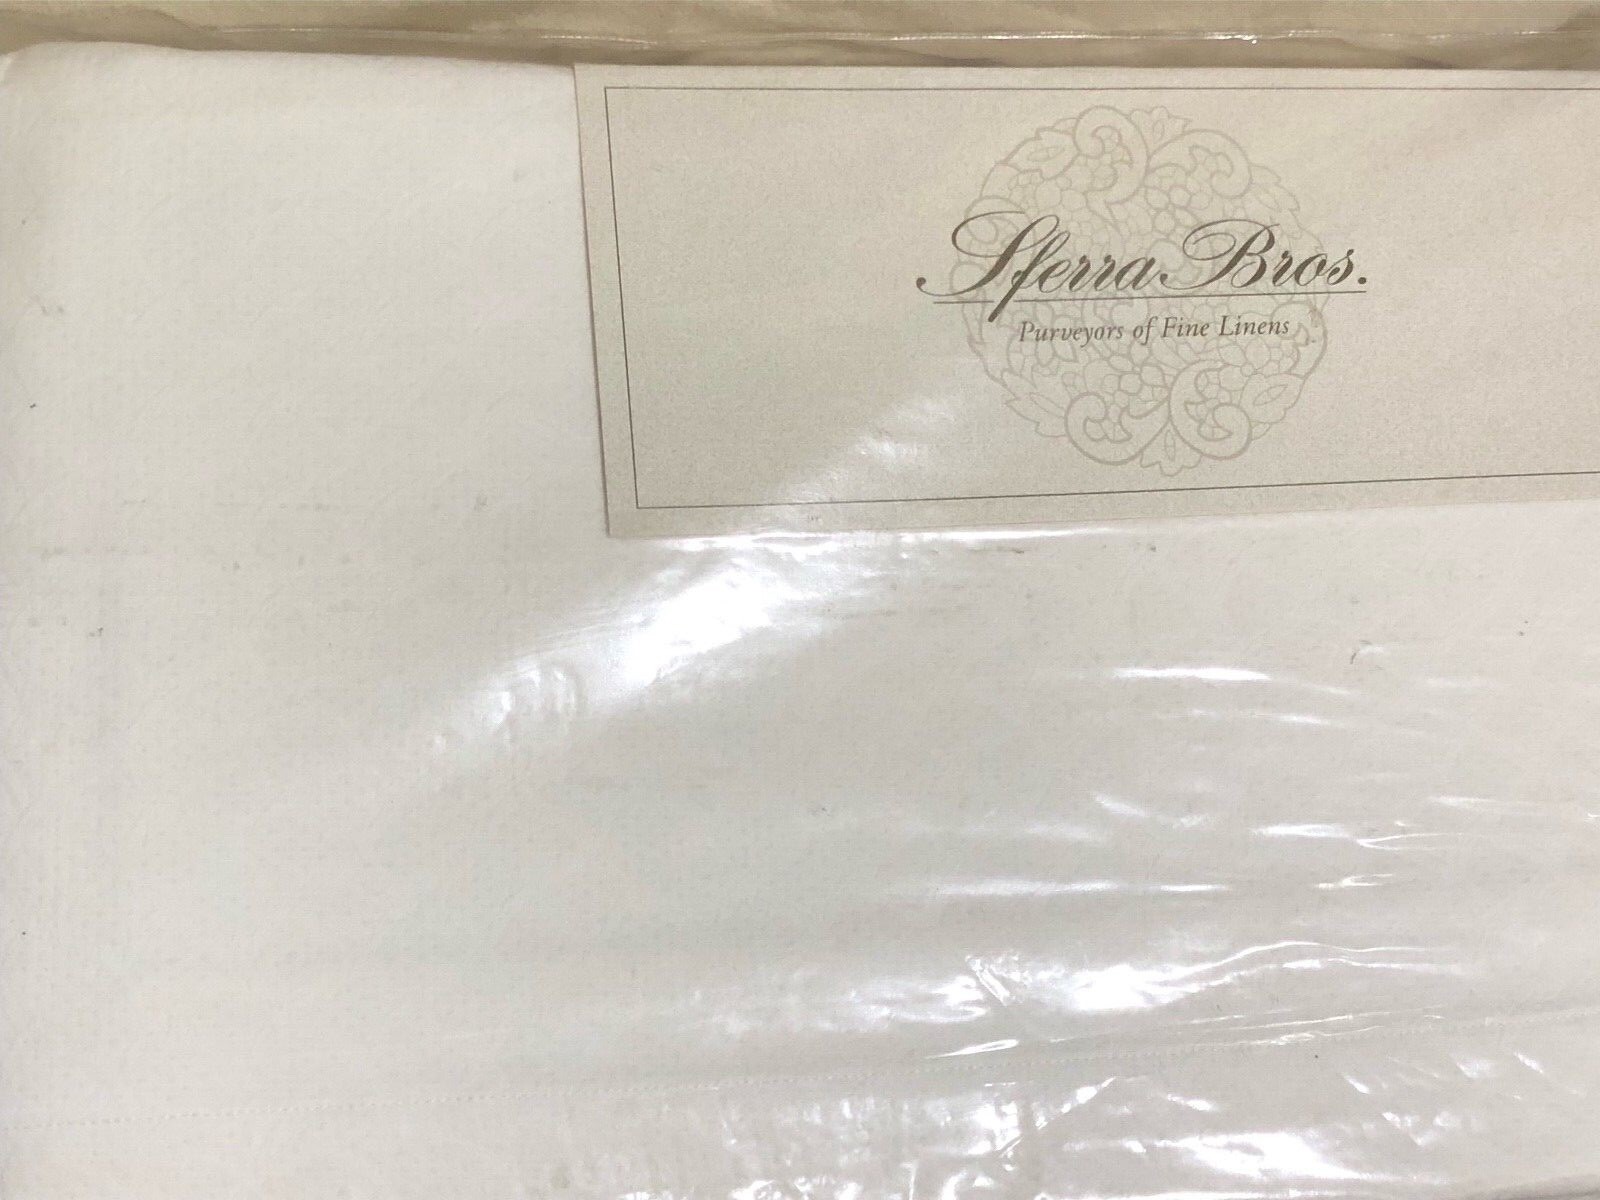 Sferra Bros.
Purveyors of Fine Linens